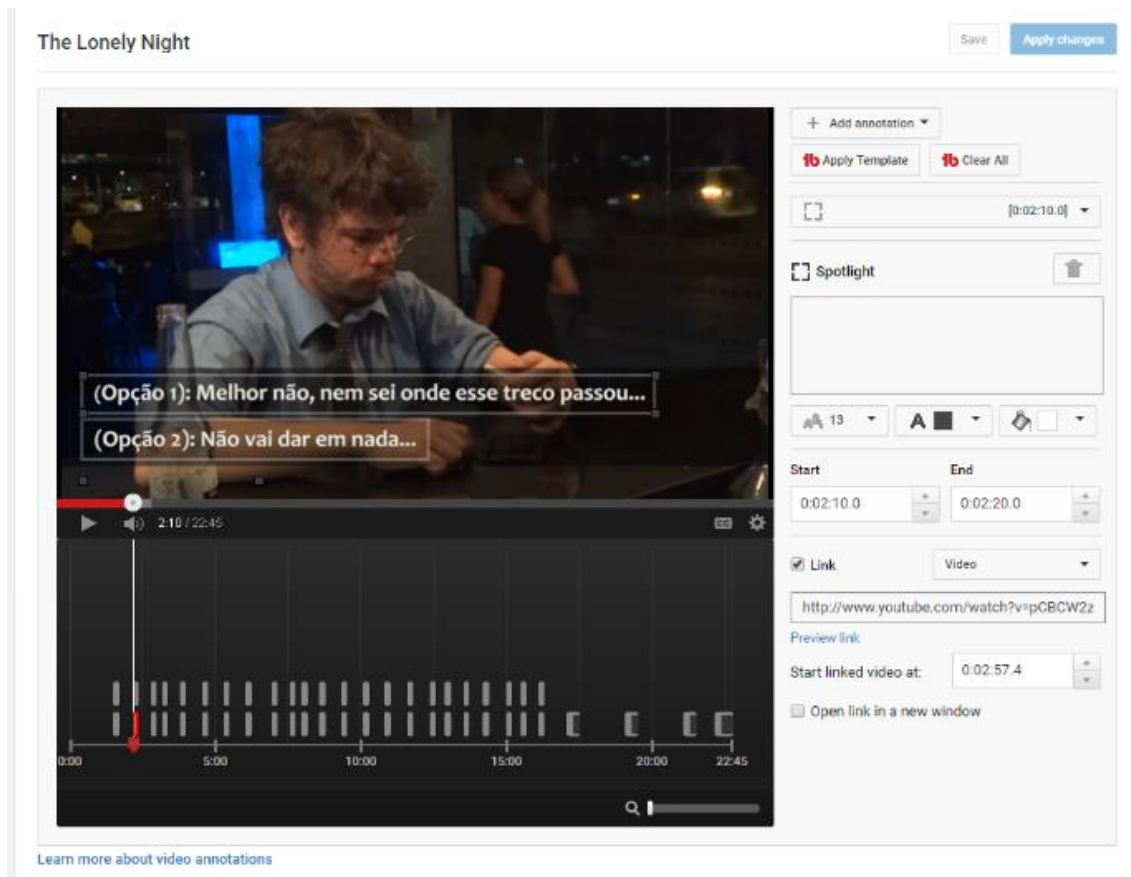 The Lonely Night
Save
Apply changes
+ Add annotation
Apply Template
Clear All
[0:02:10.0]
Spotlight
(Opção 1): Melhor não, nem sei onde esse treco passou...
(Opção 2): Não vai dar em nada...
13
A
Start
End
0:02:10.0
0:02:20.0
2:10 / 22:45
CC
Link
Video
http://www.youtube.com/watch?v=pCBCW2z
Preview link
Start linked video at:
0:02:57.4
Open link in a new window
0:00
5:00
10:00
15:00
20:00
22:45
Learn more about video annotations